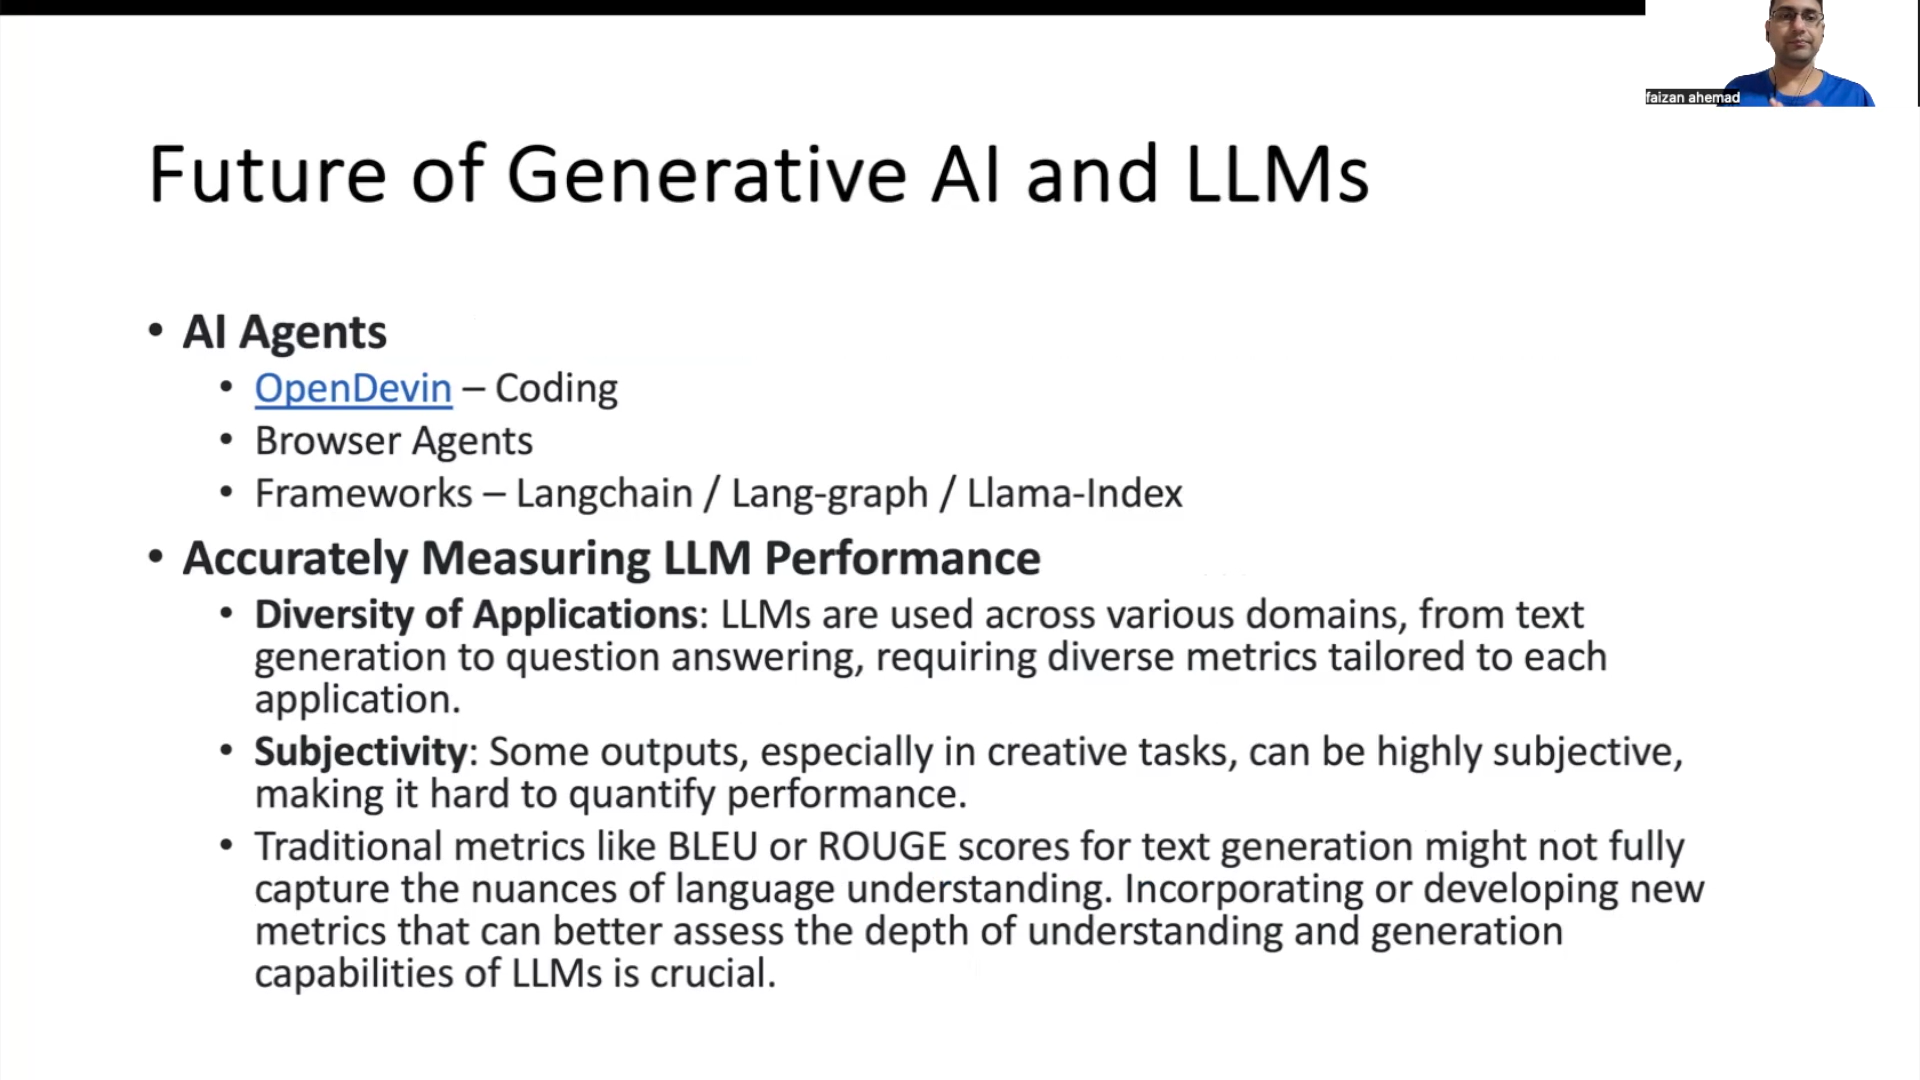 faizan ahemad
Future of Generative AI and LLMs
• AI Agents
• OpenDevin – Coding
• Browser Agents
• Frameworks – Langchain / Lang-graph / Llama-Index
• Accurately Measuring LLM Performance
• Diversity of Applications: LLMs are used across various domains, from text
generation to question answering, requiring diverse metrics tailored to each
application.
• Subjectivity: Some outputs, especially in creative tasks, can be highly subjective,
making it hard to quantify performance.
• Traditional metrics like BLEU or ROUGE scores for text generation might not fully
capture the nuances of language understanding. Incorporating or developing new
metrics that can better assess the depth of understanding and generation
capabilities of LLMs is crucial.